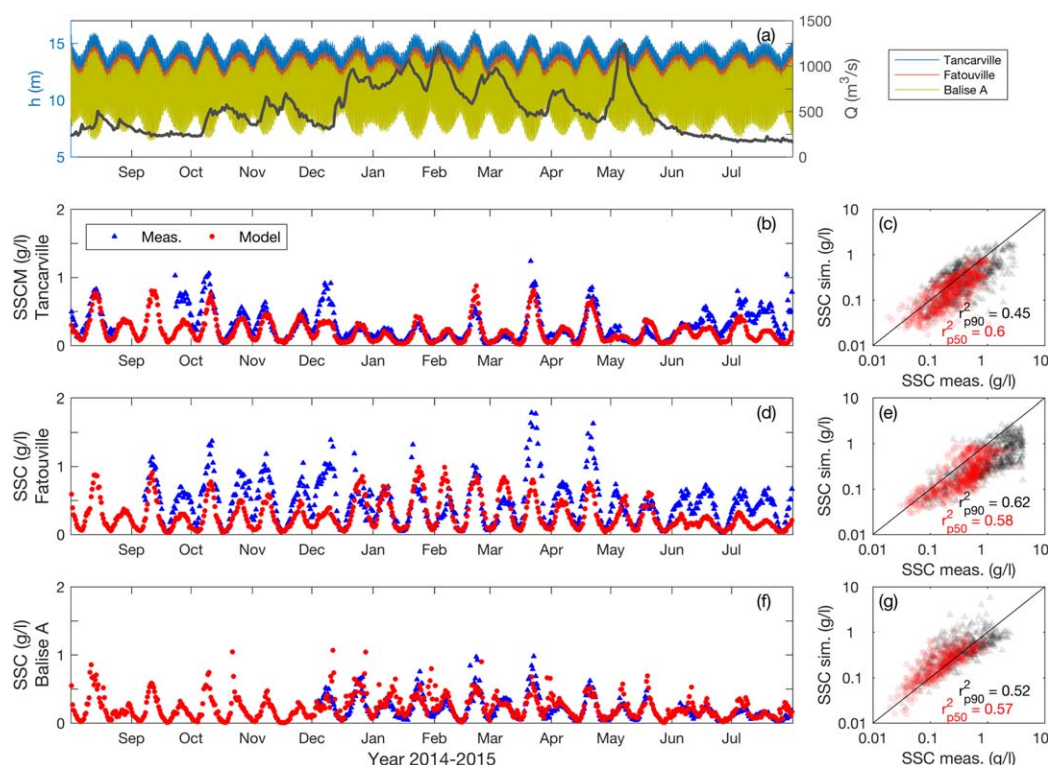 (a)
15
10
5
h (m)
1500
1000
500
0
Q (m³/s)
Sep Oct Nov Dec Jan Feb Mar Apr May Jun Jul
Tancarville
Fatouville
Balise A
(b)
Meas. Model
2
1
0
SSCM (g/l)
Tancarville
Sep Oct Nov Dec Jan Feb Mar Apr May Jun Jul
(c)
10
1
0.1
0.01
SSC sim. (g/l)
r²p90 = 0.45
r²p50 = 0.6
0.01 0.1 1 10
SSC meas. (g/l)
(d)
2
1
0
SSC (g/l)
Fatouville
Sep Oct Nov Dec Jan Feb Mar Apr May Jun Jul
(e)
10
1
0.1
0.01
SSC sim. (g/l)
r²p90 = 0.62
r²p50 = 0.58
0.01 0.1 1 10
SSC meas. (g/l)
(f)
2
1
0
SSC (g/l)
Balise A
Sep Oct Nov Dec Jan Feb Mar Apr May Jun Jul
Year 2014-2015
(g)
10
1
0.1
0.01
SSC sim. (g/l)
r²p90 = 0.52
r²p50 = 0.57
0.01 0.1 1 10
SSC meas. (g/l)